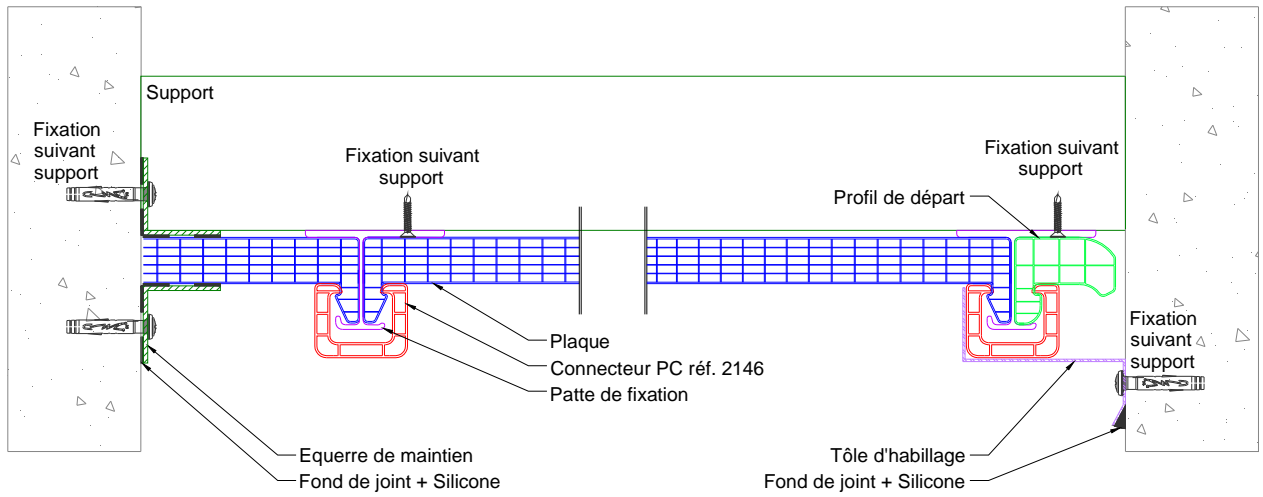 Support
Fixation
suivant
support
Fixation suivant
support
Fixation suivant
support
Profil de départ
Plaque
Connecteur PC réf. 2146
Patte de fixation
Fixation
suivant
support
Equerre de maintien
Fond de joint + Silicone
Tôle d'habillage
Fond de joint + Silicone